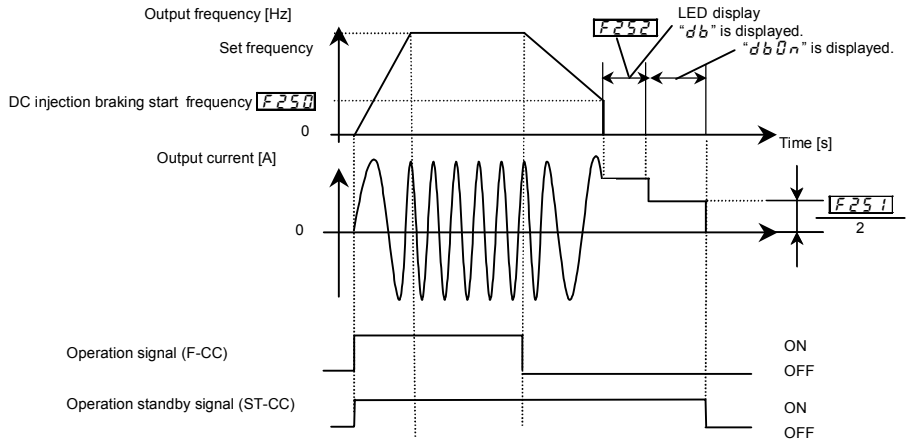 Output frequency [Hz]
LED display
F252
"db" is displayed.
"dbOn" is displayed.
Set frequency
DC injection braking start frequency F250
0
Time [s]
Output current [A]
F251
2
0
Operation signal (F-CC)
ON
OFF
Operation standby signal (ST-CC)
ON
OFF